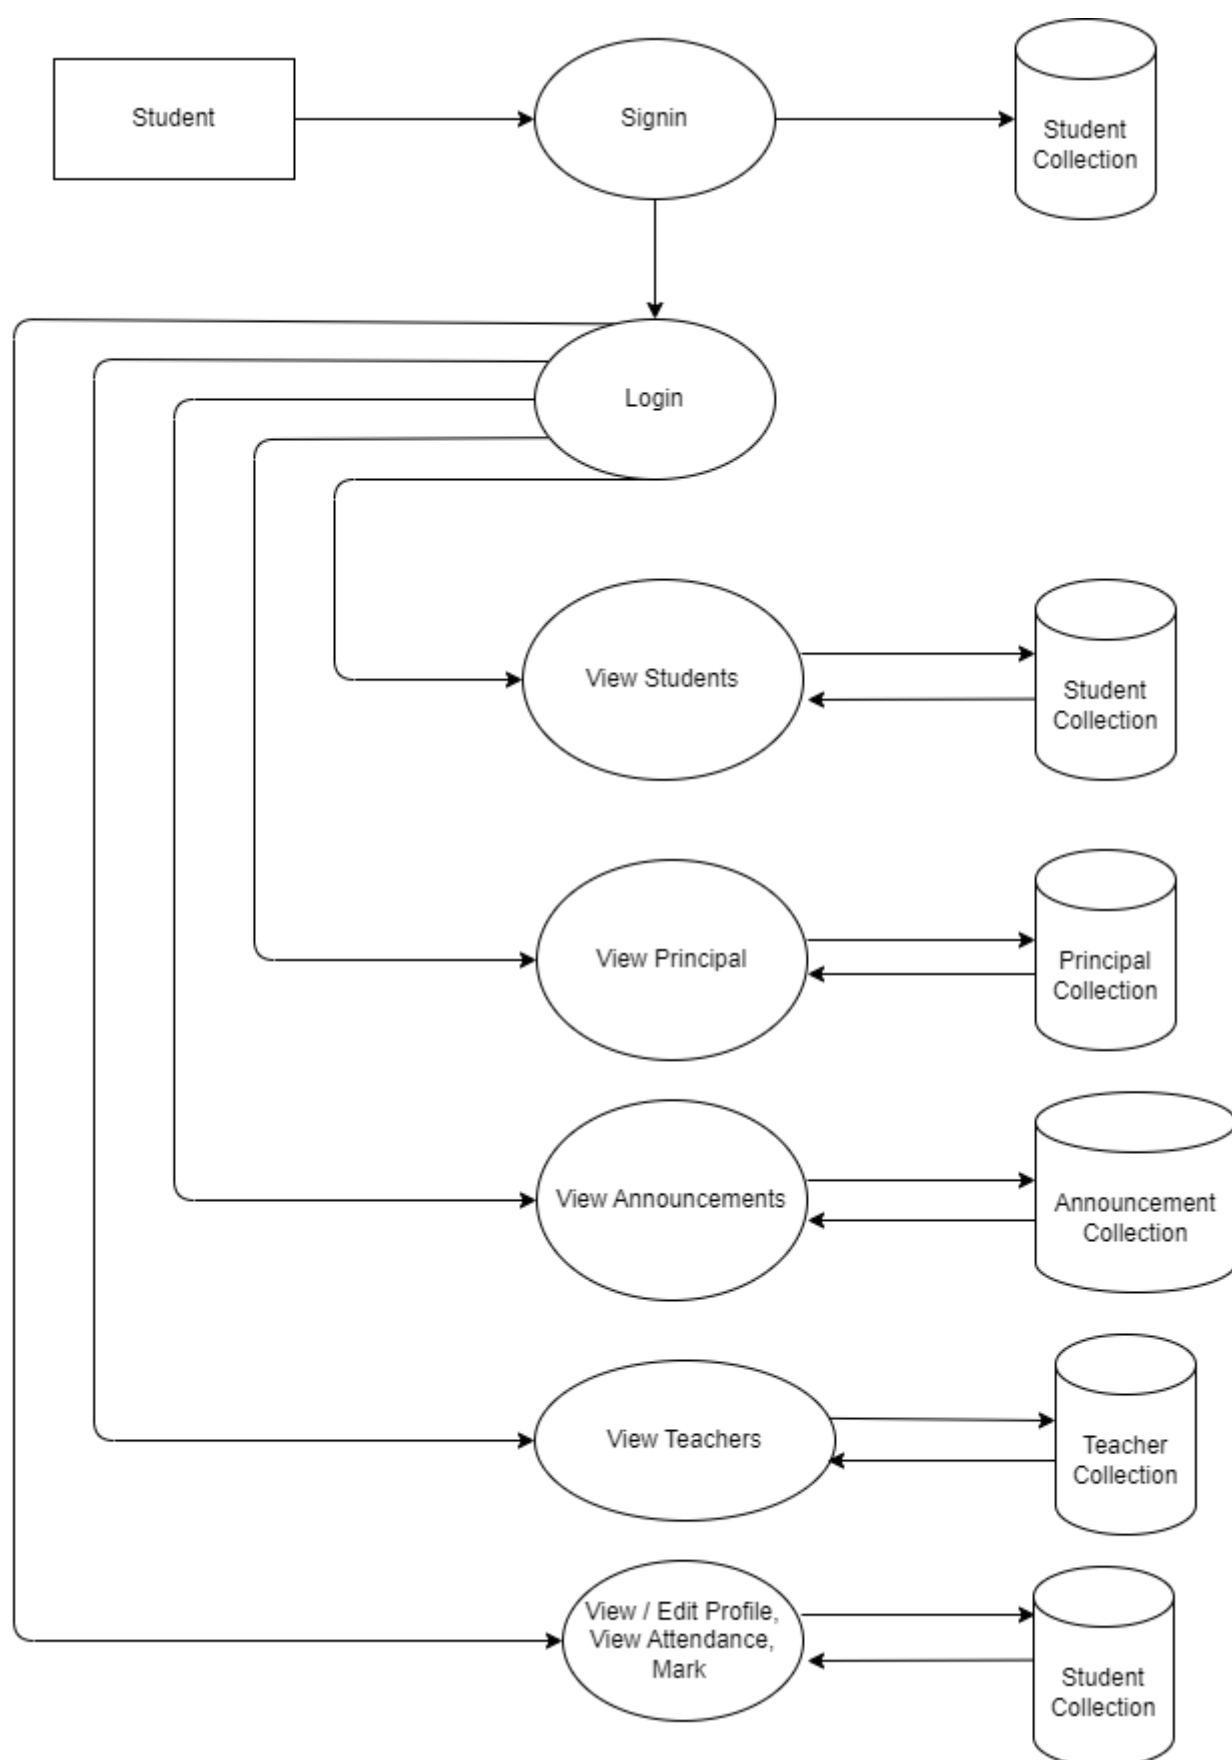 Student
Signin
Student
Collection
Login
View Students
Student
Collection
View Principal
Principal
Collection
View Announcements
Announcement
Collection
View Teachers
Teacher
Collection
View / Edit Profile,
View Attendance,
Mark
Student
Collection